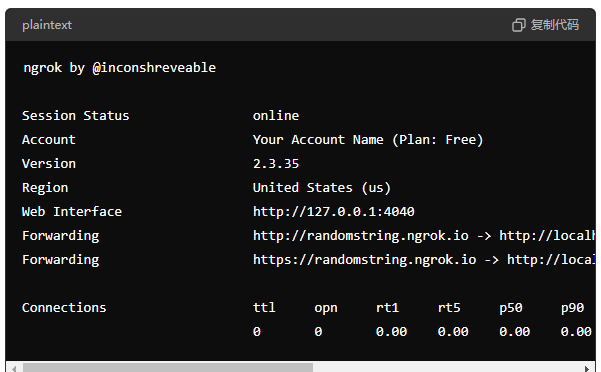 plaintext 复制代码
ngrok by @inconshreveable
Session Status online
Account Your Account Name (Plan: Free)
Version 2.3.35
Region United States (us)
Web Interface http://127.0.0.1:4040
Forwarding http://randomstring.ngrok.io -> http://localh
Forwarding https://randomstring.ngrok.io -> http://local
Connections ttl opn rt1 rt5 p50 p90
0 0 0.00 0.00 0.00 0.00